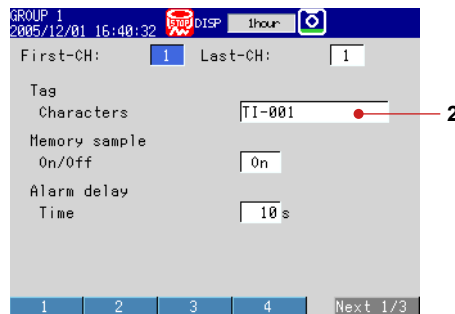 GROUP 1
2005/12/01 16:40:32 STOP DISP 1hour
First-CH: 1 Last-CH: 1
Tag
Characters TI-001
2
Memory sample
On/Off On
Alarm delay
Time 10 s
1 2 3 4 Next 1/3